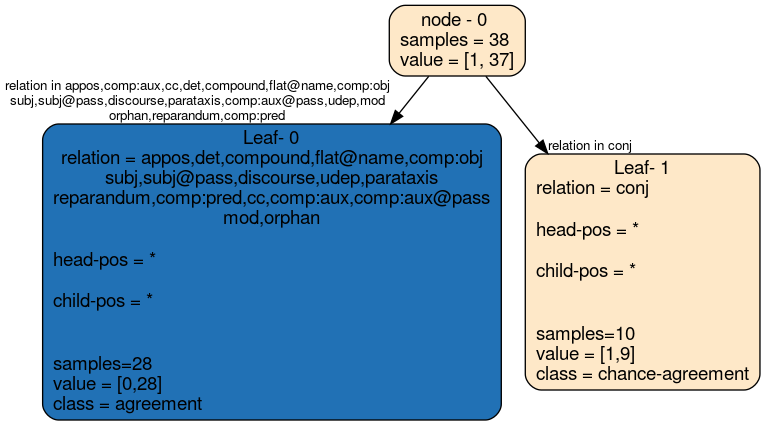 node - 0
samples = 38
value = [1, 37]
relation in appos,comp:aux,cc,det,compound,flat@name,comp:obj
subj,subj@pass,discourse,parataxis,comp:aux@pass,udep,mod
orphan,reparandum,comp:pred
relation in conj
Leaf- 0
relation = appos,det,compound,flat@name,comp:obj
subj,subj@pass,discourse,udep,parataxis
reparandum,comp:pred,cc,comp:aux,comp:aux@pass
mod,orphan
head-pos = *
child-pos = *
samples=28
value = [0,28]
class = agreement
Leaf- 1
relation = conj
head-pos = *
child-pos = *
samples=10
value = [1,9]
class = chance-agreement